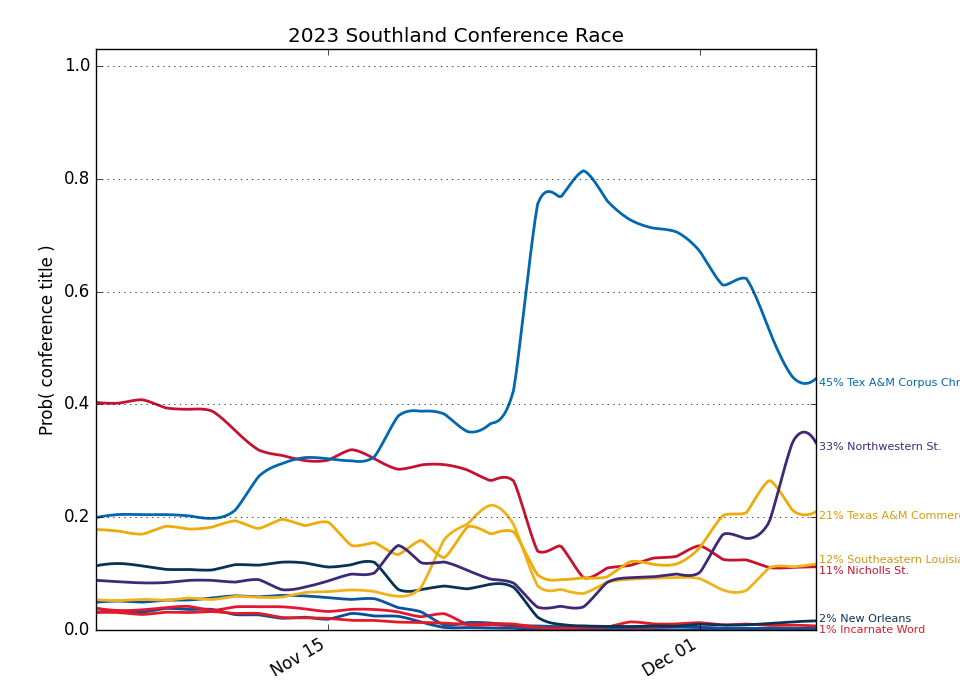 2023 Southland Conference Race
Prob( conference title )
1.0
0.8
0.6
0.4
0.2
0.0
Nov 15
Dec 01
45% Tex A&M Corpus Chr
33% Northwestern St.
21% Texas A&M Commerc
12% Southeastern Louisia
11% Nicholls St.
2% New Orleans
1% Incarnate Word